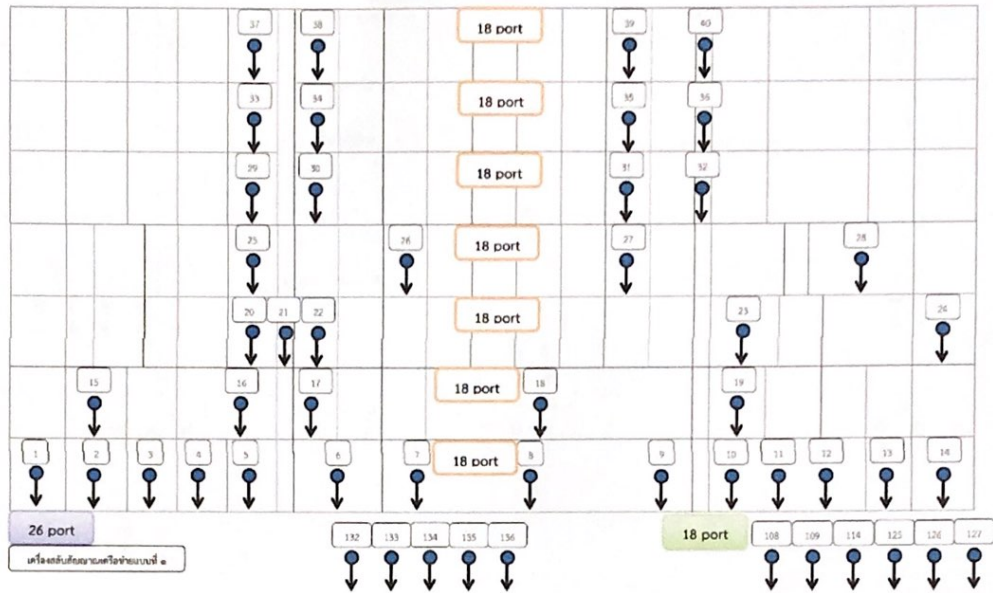 37 38 18 port 39 40
33 34 18 port 35 36
29 30 18 port 31 32
25 26 18 port 27 28
20 21 22 18 port 23 24
15 16 17 18 port 18 19
1 2 3 4 5 6 7 18 port 8 9 10 11 12 13 14
26 port 18 port
132 133 134 135 136 108 109 114 125 126 127
เครื่องสลับสัญญาณเครือข่ายแบบที่ ๑